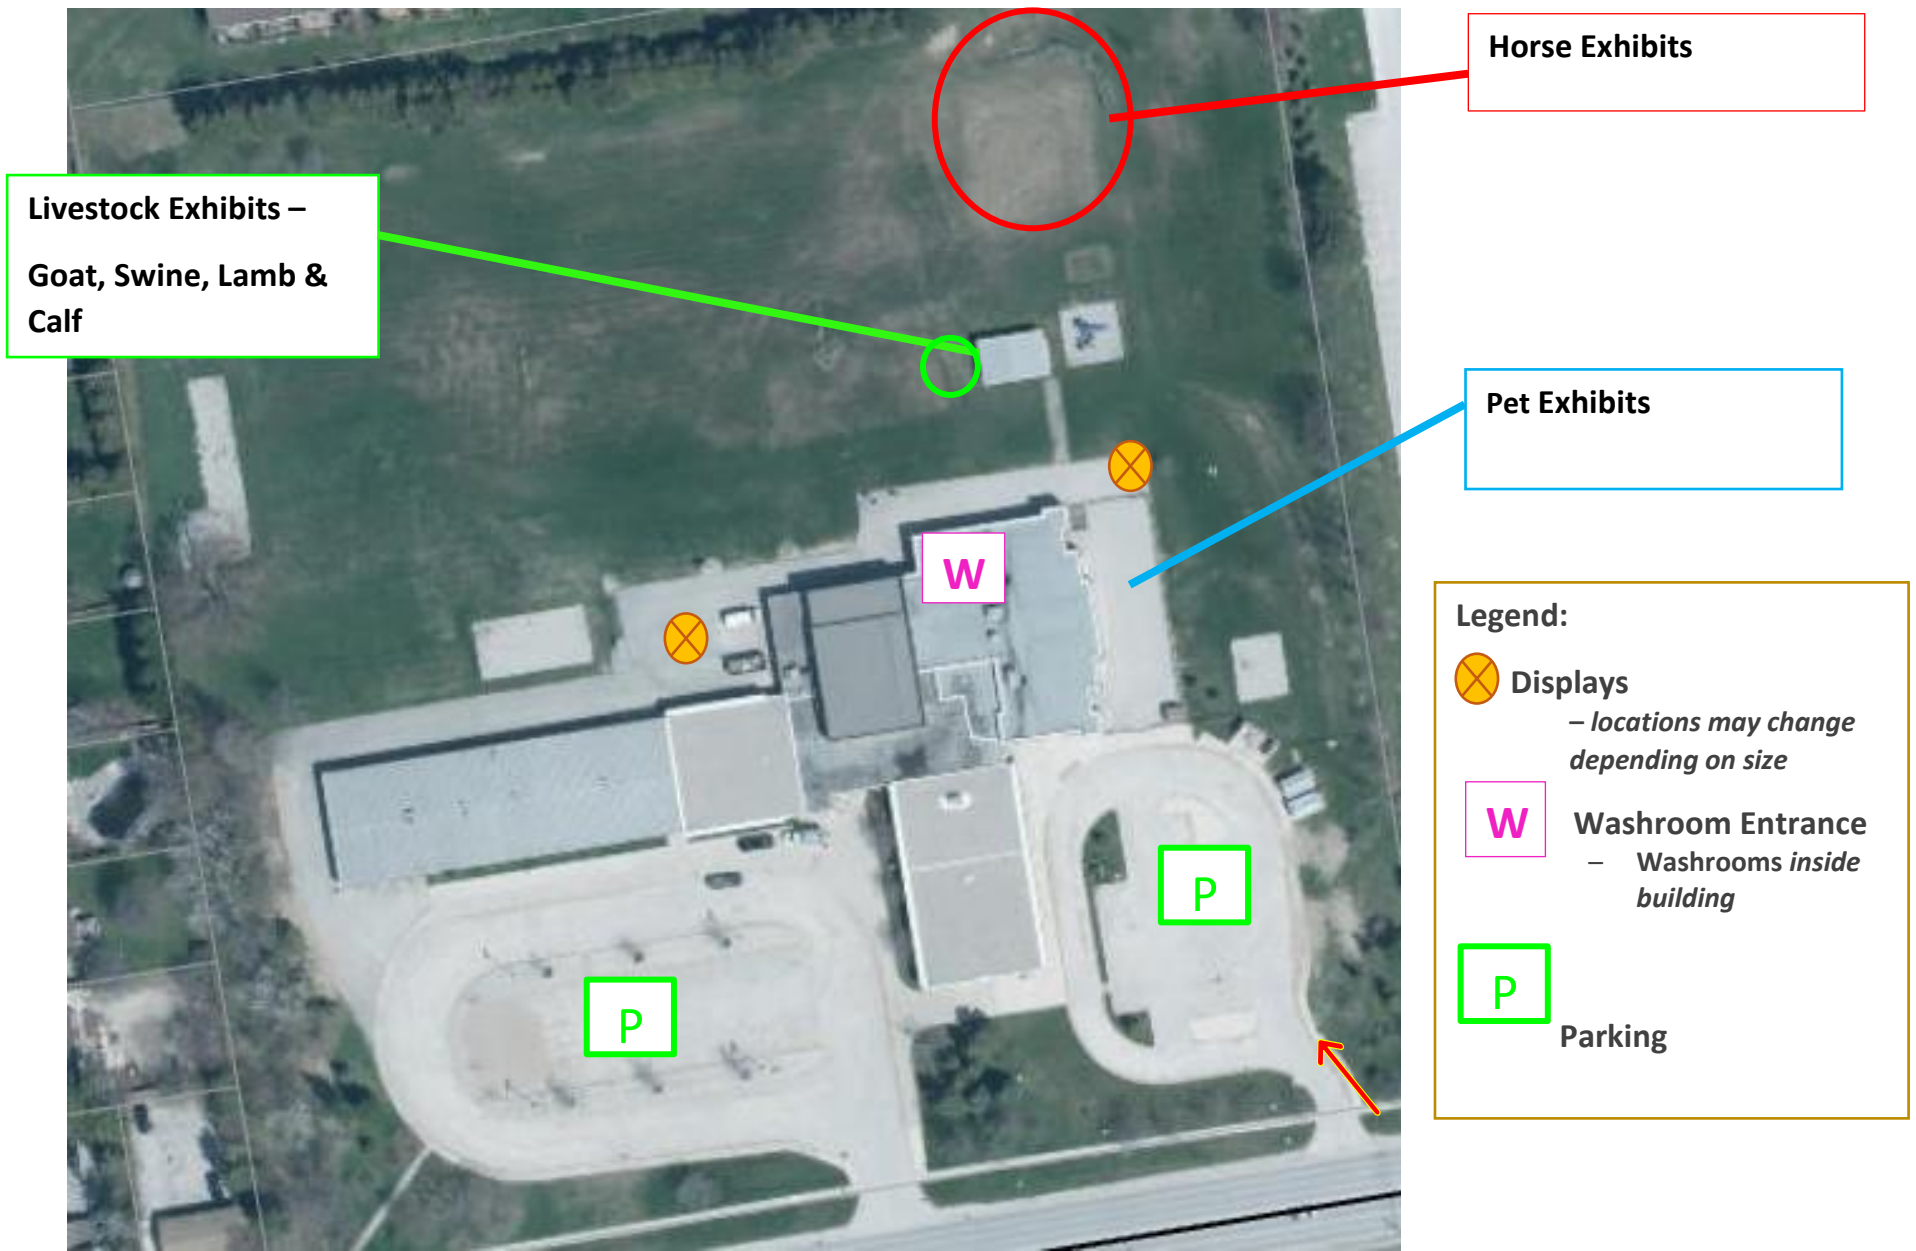 Horse Exhibits
Livestock Exhibits –
Goat, Swine, Lamb &
Calf
Pet Exhibits
W
P
P
Legend:
Displays
– locations may change
depending on size
W
Washroom Entrance
– Washrooms inside
building
P
Parking